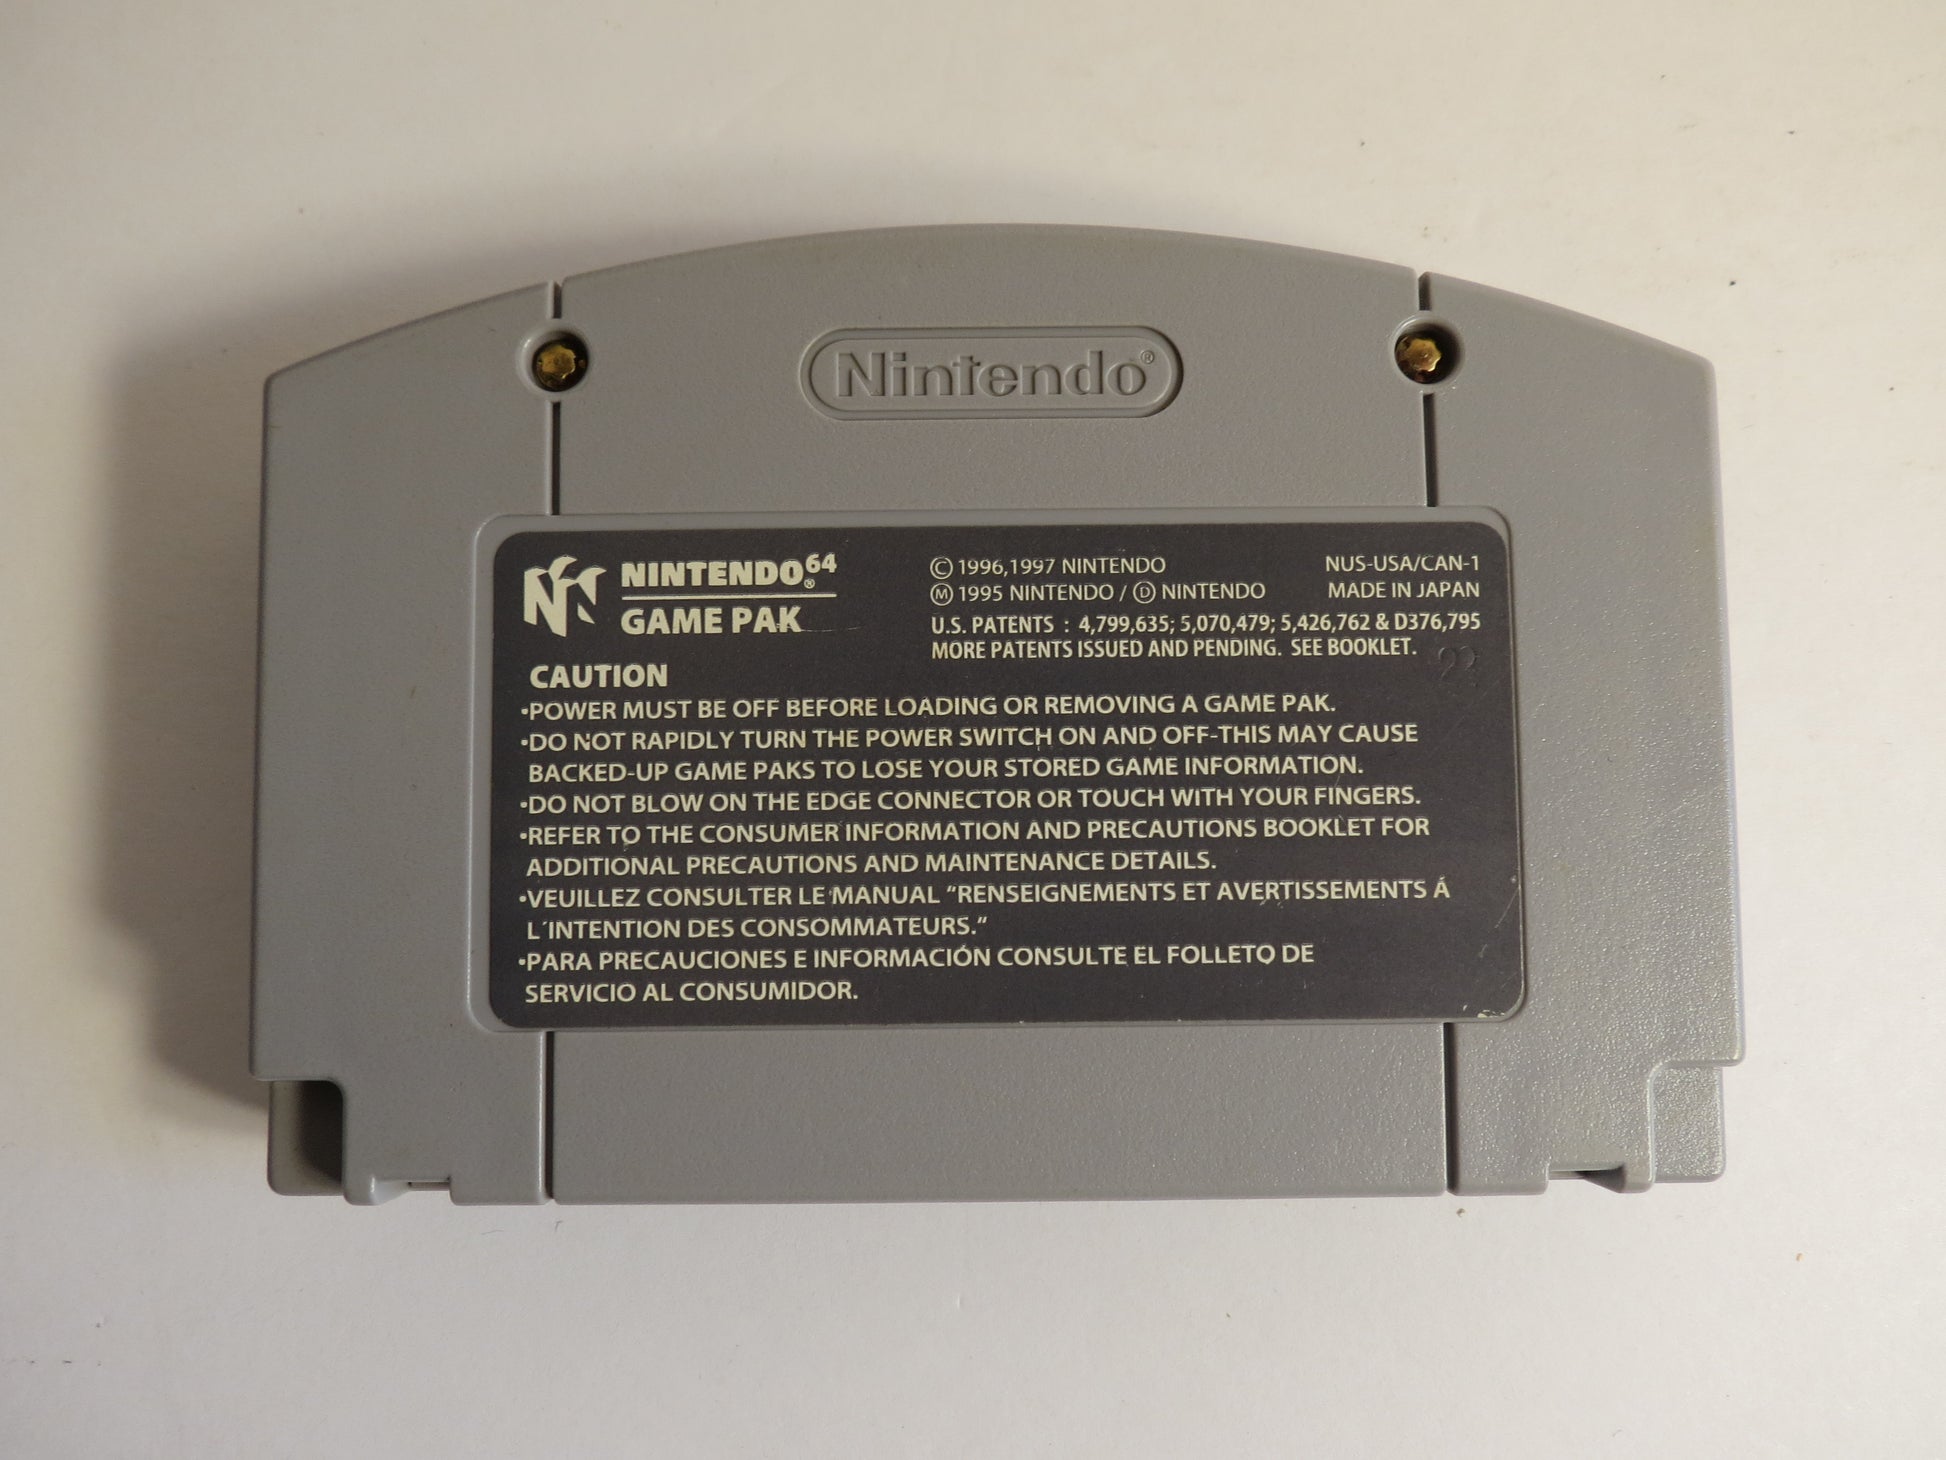 Nintendo®
NINTENDO⁶⁴®
GAME PAK
Ⓒ 1996,1997 NINTENDO
Ⓜ 1995 NINTENDO / Ⓓ NINTENDO
NUS-USA/CAN-1
MADE IN JAPAN
U.S. PATENTS : 4,799,635; 5,070,479; 5,426,762 & D376,795
MORE PATENTS ISSUED AND PENDING. SEE BOOKLET.
CAUTION
•POWER MUST BE OFF BEFORE LOADING OR REMOVING A GAME PAK.
•DO NOT RAPIDLY TURN THE POWER SWITCH ON AND OFF-THIS MAY CAUSE
BACKED-UP GAME PAKS TO LOSE YOUR STORED GAME INFORMATION.
•DO NOT BLOW ON THE EDGE CONNECTOR OR TOUCH WITH YOUR FINGERS.
•REFER TO THE CONSUMER INFORMATION AND PRECAUTIONS BOOKLET FOR
ADDITIONAL PRECAUTIONS AND MAINTENANCE DETAILS.
•VEUILLEZ CONSULTER LE MANUAL “RENSEIGNEMENTS ET AVERTISSEMENTS Á
L´INTENTION DES CONSOMMATEURS.”
•PARA PRECAUCIONES E INFORMACIÓN CONSULTE EL FOLLETO DE
SERVICIO AL CONSUMIDOR.